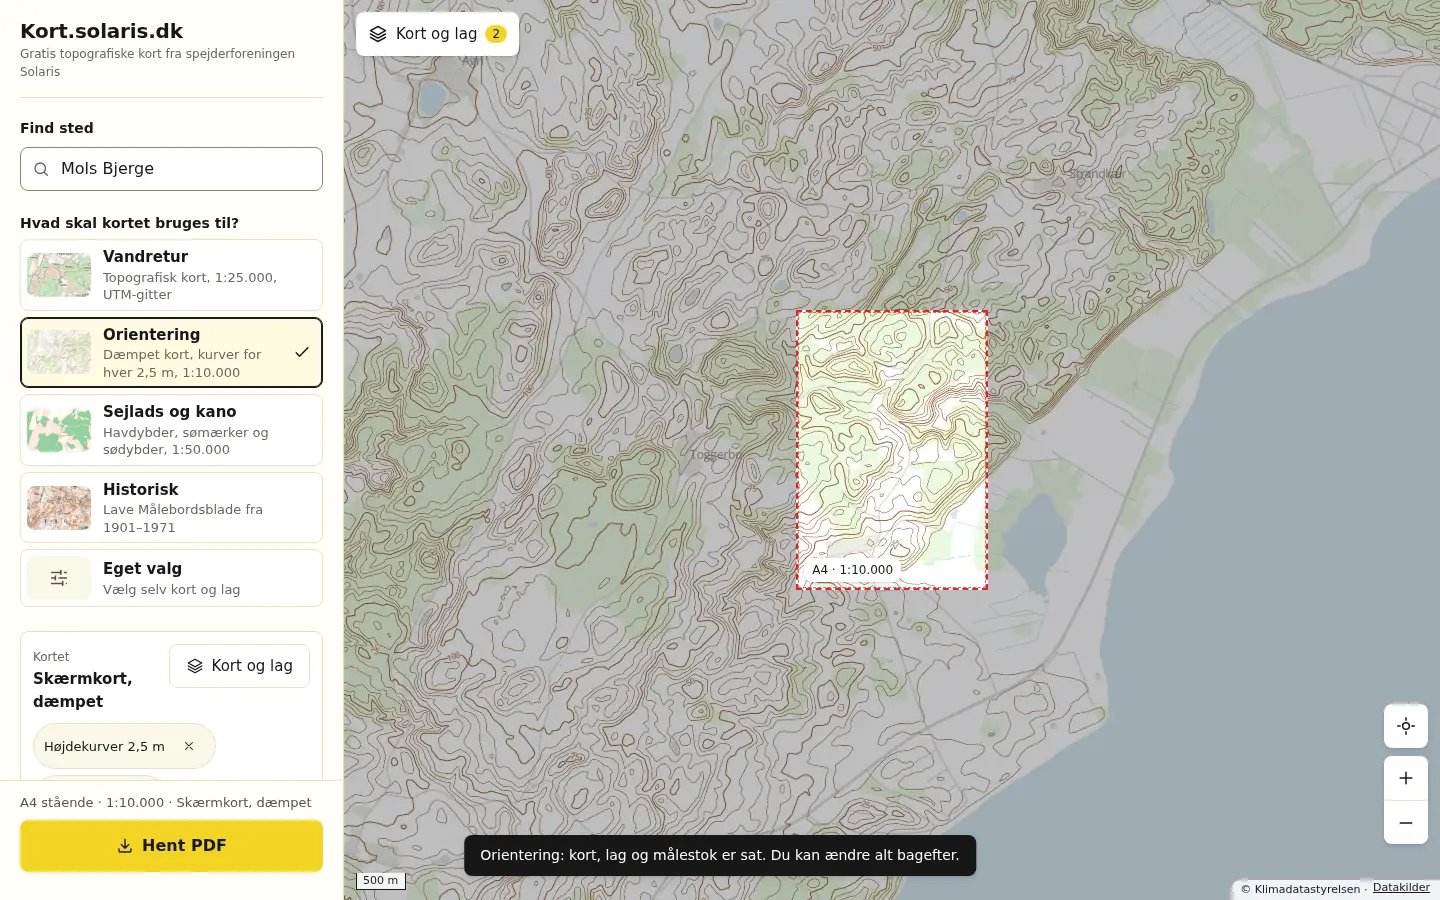 Kort.solaris.dk
Gratis topografiske kort fra spejderforeningen
Solaris
Find sted
Mols Bjerge
Hvad skal kortet bruges til?
Vandretur
Topografisk kort, 1:25.000,
UTM-gitter
Orientering
Dæmpet kort, kurver for
hver 2,5 m, 1:10.000
Sejlads og kano
Havdybder, sømærker og
sødybder, 1:50.000
Historisk
Lave Målebordsblade fra
1901–1971
Eget valg
Vælg selv kort og lag
Kortet
Skærmkort,
dæmpet
Kort og lag
Højdekurver 2,5 m
A4 stående · 1:10.000 · Skærmkort, dæmpet
Hent PDF
Kort og lag 2
Strandkær
Toggerbo
A4 · 1:10.000
Orientering: kort, lag og målestok er sat. Du kan ændre alt bagefter.
500 m
© Klimadatastyrelsen · Datakilder